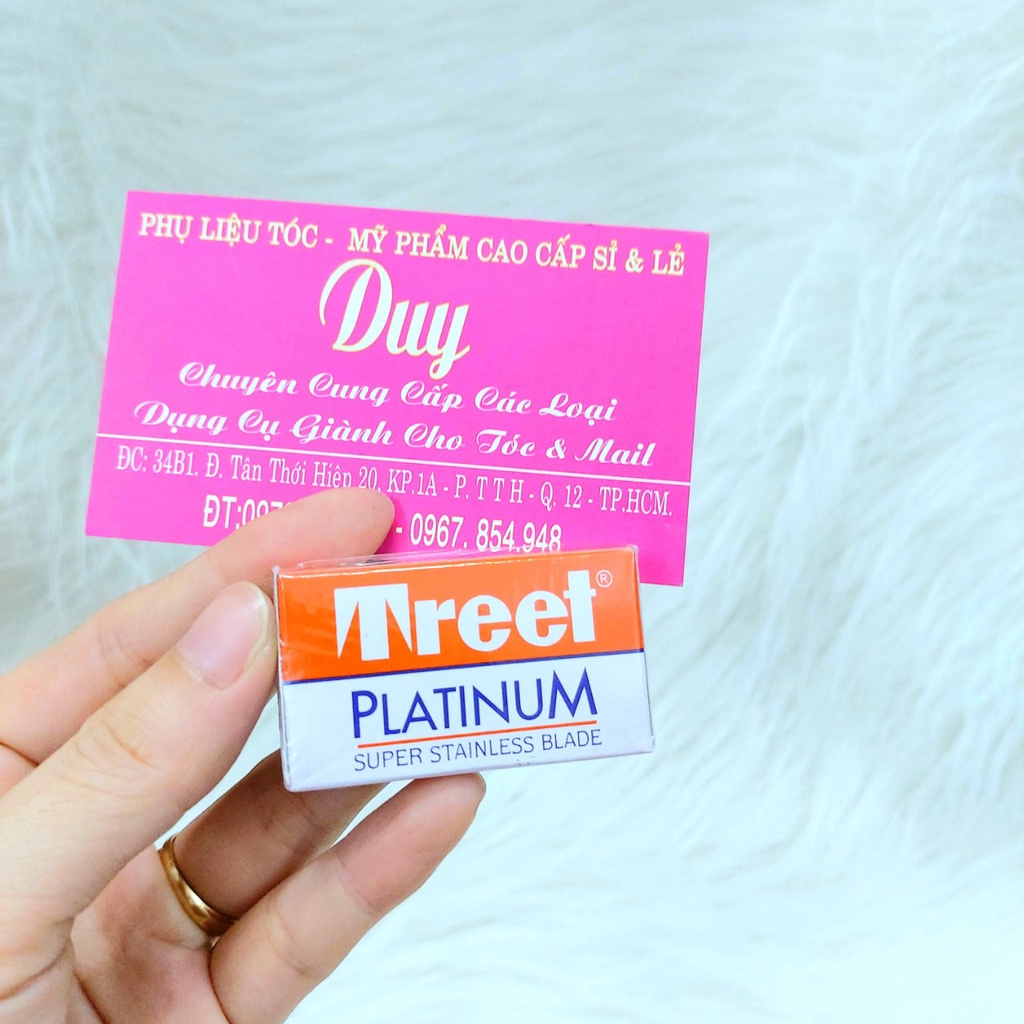 PHỤ LIỆU TÓC - MỸ PHẨM CAO CẤP SỈ & LẺ
Duy
Chuyên Cung Cấp Các Loại
Dụng Cụ Giành Cho Tóc & Mail
ĐC: 34B1. Đ. Tân Thới Hiệp 20, KP.1A - P. T T H - Q. 12 - TP.HCM.
ĐT: - 0967. 854.948
Treet®
PLATINUM
SUPER STAINLESS BLADE